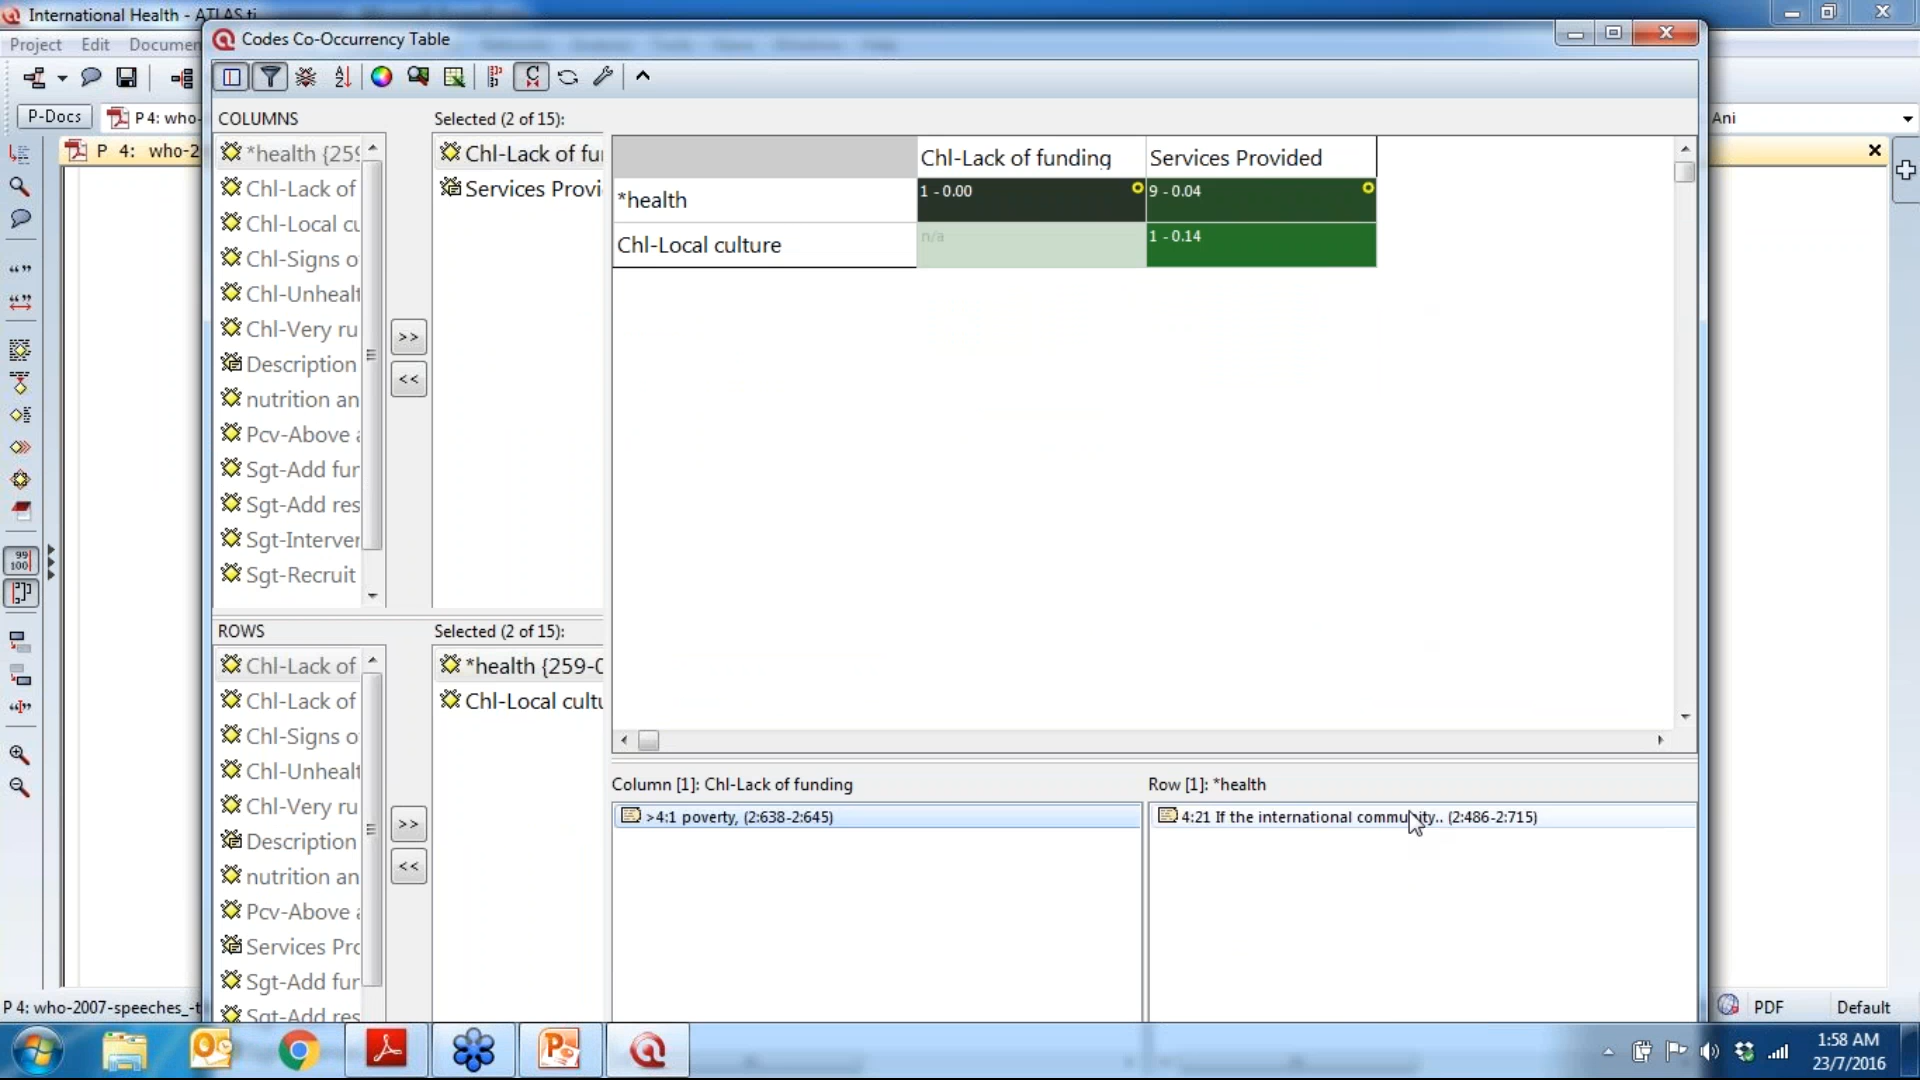 International Health - ATLAS.ti
Project Edit Documen
Codes Co-Occurrency Table
P-Docs P 4: who- Ani
P 4: who-2
COLUMNS
Selected (2 of 15):
*health {259
Chl-Lack of
Chl-Local cu
Chl-Signs o
Chl-Unhealt
Chl-Very ru
Description
nutrition an
Pcv-Above a
Sgt-Add fur
Sgt-Add res
Sgt-Interver
Sgt-Recruit
>>
<<
Chl-Lack of fu
Services Provi
Chl-Lack of funding Services Provided
*health 1 - 0.00 9 - 0.04
Chl-Local culture n/a 1 - 0.14
ROWS
Selected (2 of 15):
Chl-Lack of
Chl-Lack of
Chl-Signs o
Chl-Unhealt
Chl-Very ru
Description
nutrition an
Pcv-Above a
Services Prc
Sgt-Add fur
Sgt-Add res
>>
<<
*health {259-0
Chl-Local cultu
Column [1]: Chl-Lack of funding
>4:1 poverty, (2:638-2:645)
Row [1]: *health
4:21 If the international community.. (2:486-2:715)
P 4: who-2007-speeches_-t PDF Default
1:58 AM
23/7/2016